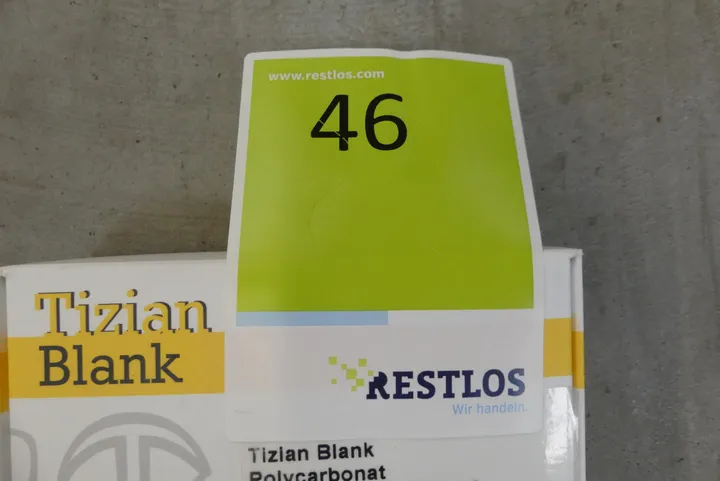 www.restlos.com
46
RESTLOS
Wir handeln.
Tizian
Blank
Tizian Blank
Polycarbonat